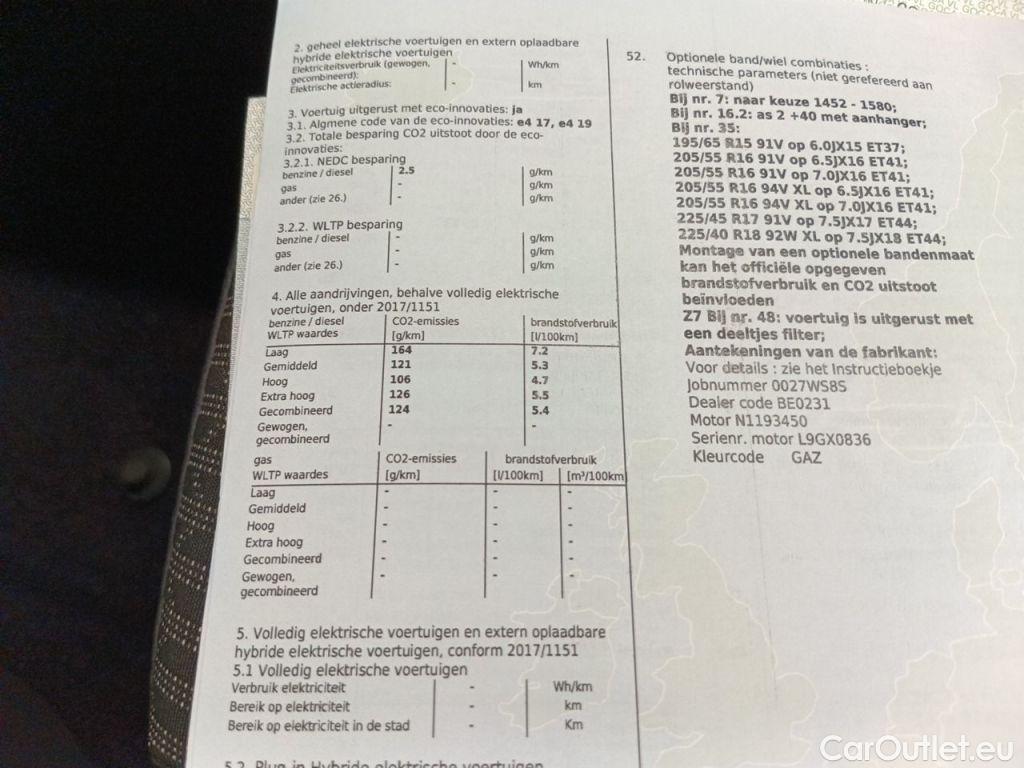 2. geheel elektrische voertuigen en extern oplaadbare
hybride elektrische voertuigen
Elektriciteitsverbruik (gewogen, - Wh/km
gecombineerd):
Elektrische actieradius: - km
3. Voertuig uitgerust met eco-innovaties: ja
3.1. Algmene code van de eco-innovaties: e4 17, e4 19
3.2. Totale besparing CO2 uitstoot door de eco-
innovaties:
3.2.1. NEDC besparing
benzine / diesel 2.5 g/km
gas - g/km
ander (zie 26.) - g/km
3.2.2. WLTP besparing
benzine / diesel - g/km
gas - g/km
ander (zie 26.) - g/km
4. Alle aandrijvingen, behalve volledig elektrische
voertuigen, onder 2017/1151
benzine / diesel CO2-emissies brandstofverbruik
WLTP waardes [g/km] [l/100km]
Laag 164 7.2
Gemiddeld 121 5.3
Hoog 106 4.7
Extra hoog 126 5.5
Gecombineerd 124 5.4
Gewogen, - -
gecombineerd
gas CO2-emissies brandstofverbruik
WLTP waardes [g/km] [l/100km] [m³/100km]
Laag - - -
Gemiddeld - - -
Hoog - - -
Extra hoog - - -
Gecombineerd - - -
Gewogen, - - -
gecombineerd
5. Volledig elektrische voertuigen en extern oplaadbare
hybride elektrische voertuigen, conform 2017/1151
5.1 Volledig elektrische voertuigen
Verbruik elektriciteit - Wh/km
Bereik op elektriciteit - km
Bereik op elektriciteit in de stad - Km
5.2 Plug in Hybride elektrische voertuigen
52. Optionele band/wiel combinaties :
technische parameters (niet gerefereerd aan
rolweerstand)
Bij nr. 7: naar keuze 1452 - 1580;
Bij nr. 16.2: as 2 +40 met aanhanger;
Bij nr. 35:
195/65 R15 91V op 6.0JX15 ET37;
205/55 R16 91V op 6.5JX16 ET41;
205/55 R16 91V op 7.0JX16 ET41;
205/55 R16 94V XL op 6.5JX16 ET41;
205/55 R16 94V XL op 7.0JX16 ET41;
225/45 R17 91V op 7.5JX17 ET44;
225/40 R18 92W XL op 7.5JX18 ET44;
Montage van een optionele bandenmaat
kan het officiële opgegeven
brandstofverbruik en CO2 uitstoot
beïnvloeden
Z7 Bij nr. 48: voertuig is uitgerust met
een deeltjes filter;
Aantekeningen van de fabrikant:
Voor details : zie het Instructieboekje
Jobnummer 0027WS8S
Dealer code BE0231
Motor N1193450
Serienr. motor L9GX0836
Kleurcode GAZ
CarOutlet.eu